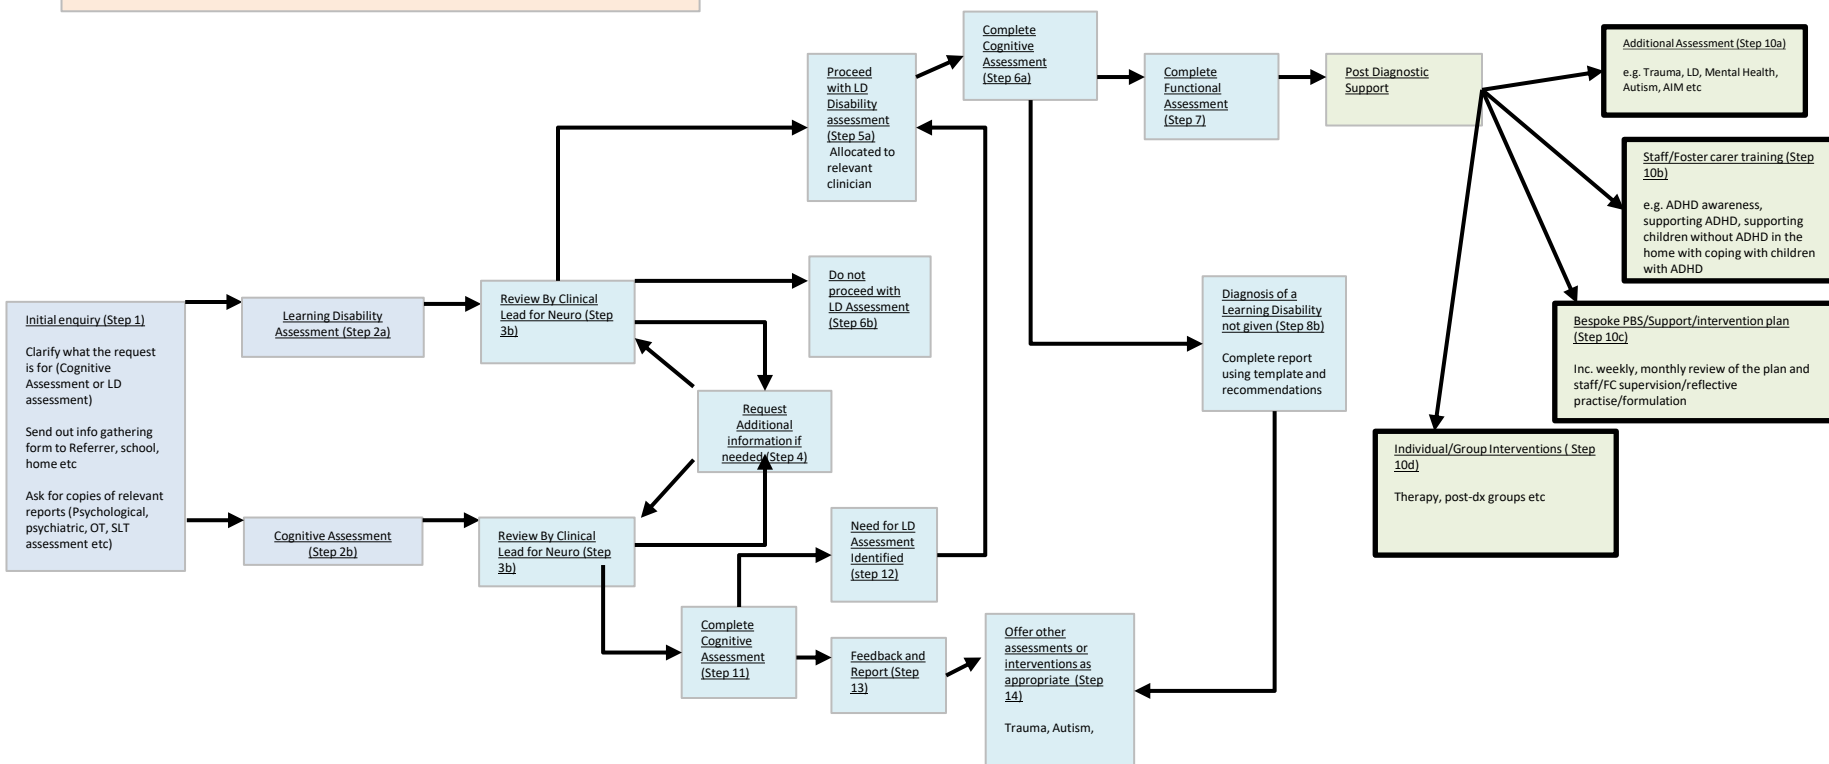 Initial enquiry (Step 1)
Clarify what the request
is for (Cognitive
Assessment or LD
assessment)
Send out info gathering
form to Referrer, school,
home etc
Ask for copies of relevant
reports (Psychological,
psychiatric, OT, SLT
assessment etc)
Learning Disability
Assessment (Step 2a)
Cognitive Assessment
(Step 2b)
Review By Clinical
Lead for Neuro (Step
3b)
Review By Clinical
Lead for Neuro (Step
3b)
Request
Additional
information if
needed (Step 4)
Proceed
with LD
Disability
assessment
(Step 5a)
Allocated to
relevant
clinician
Do not
proceed with
LD Assessment
(Step 6b)
Complete
Cognitive
Assessment
(Step 6a)
Complete
Functional
Assessment
(Step 7)
Post Diagnostic
Support
Diagnosis of a
Learning Disability
not given (Step 8b)
Complete report
using template and
recommendations
Additional Assessment (Step 10a)
e.g. Trauma, LD, Mental Health,
Autism, AIM etc
Staff/Foster carer training (Step
10b)
e.g. ADHD awareness,
supporting ADHD, supporting
children without ADHD in the
home with coping with children
with ADHD
Bespoke PBS/Support/intervention plan
(Step 10c)
Inc. weekly, monthly review of the plan and
staff/FC supervision/reflective
practise/formulation
Individual/Group Interventions ( Step
10d)
Therapy, post-dx groups etc
Complete
Cognitive
Assessment
(Step 11)
Need for LD
Assessment
Identified
(step 12)
Feedback and
Report (Step
13)
Offer other
assessments or
interventions as
appropriate  (Step
14)
Trauma, Autism,